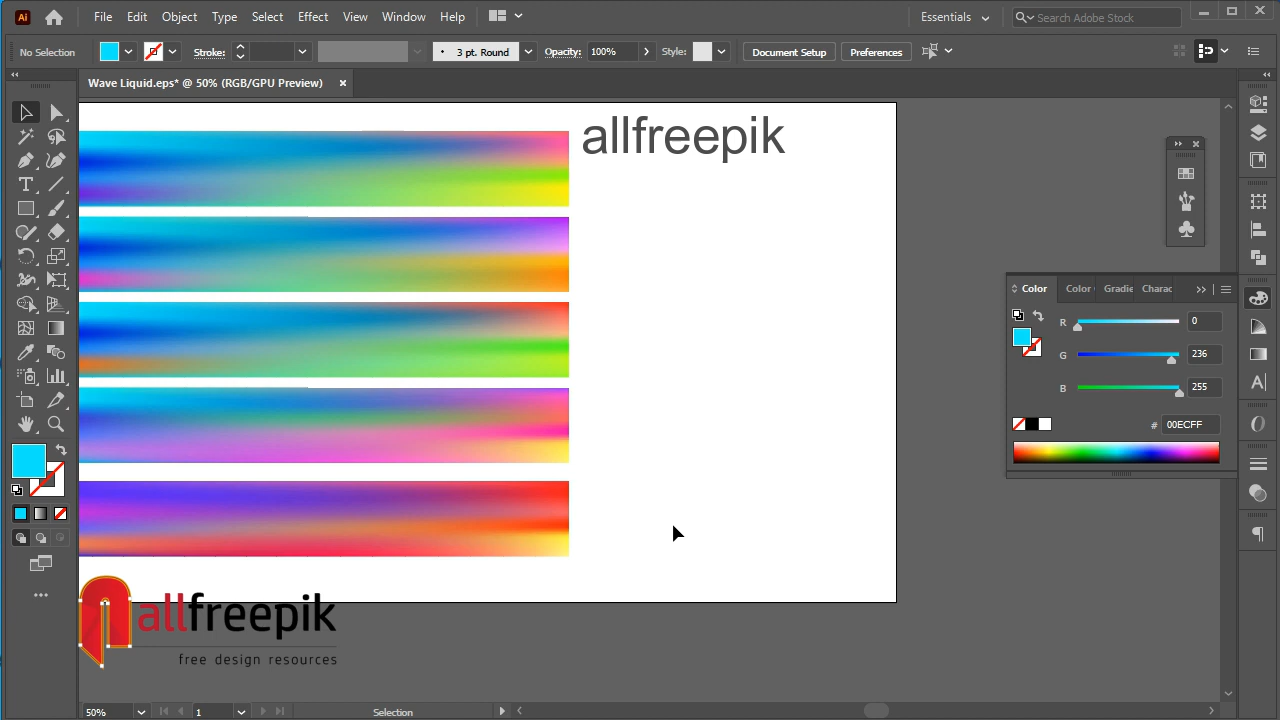 Ai File Edit Object Type Select Effect View Window Help Essentials Search Adobe Stock
No Selection Stroke: 3 pt. Round Opacity: 100% Style: Document Setup Preferences
Wave Liquid.eps* @ 50% (RGB/GPU Preview)
allfreepik
Color Color Gradie Charac
R 0
G 236
B 255
# 00ECFF
allfreepik
free design resources
50% 1 Selection